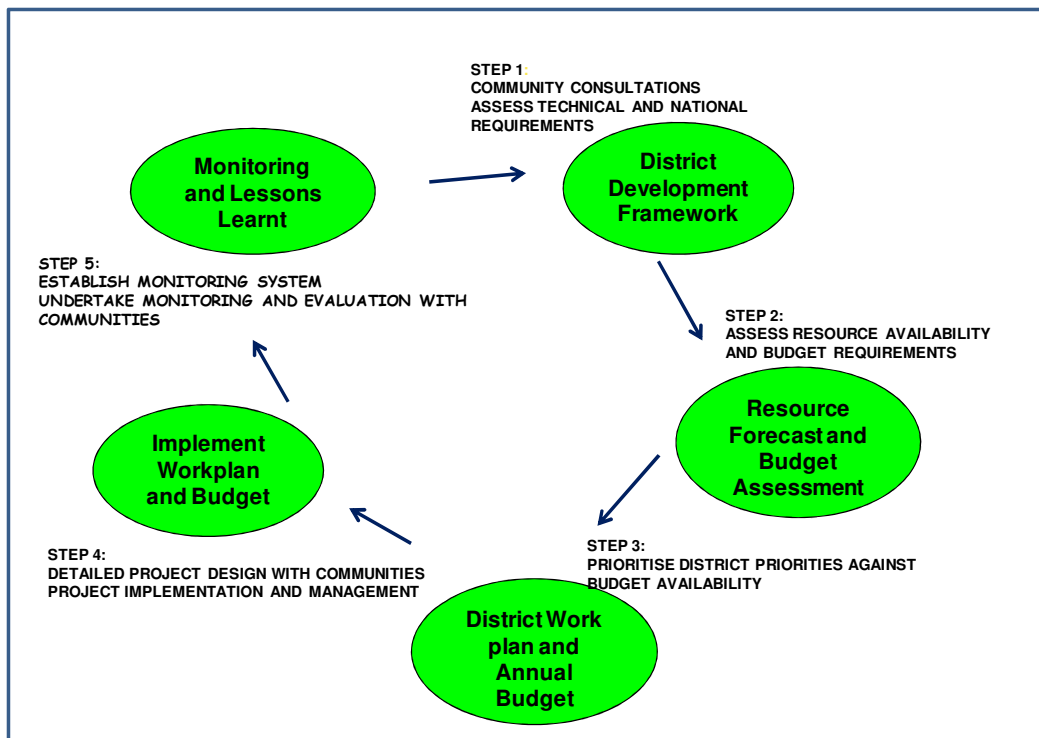 STEP 1:
COMMUNITY CONSULTATIONS
ASSESS TECHNICAL AND NATIONAL
REQUIREMENTS
District
Development
Framework
STEP 2:
ASSESS RESOURCE AVAILABILITY
AND BUDGET REQUIREMENTS
Resource
Forecast and
Budget
Assessment
STEP 3:
PRIORITISE DISTRICT PRIORITIES AGAINST
BUDGET AVAILABILITY
District Work
plan and
Annual
Budget
STEP 4:
DETAILED PROJECT DESIGN WITH COMMUNITIES
PROJECT IMPLEMENTATION AND MANAGEMENT
Implement
Workplan
and Budget
STEP 5:
ESTABLISH MONITORING SYSTEM
UNDERTAKE MONITORING AND EVALUATION WITH
COMMUNITIES
Monitoring
and Lessons
Learnt